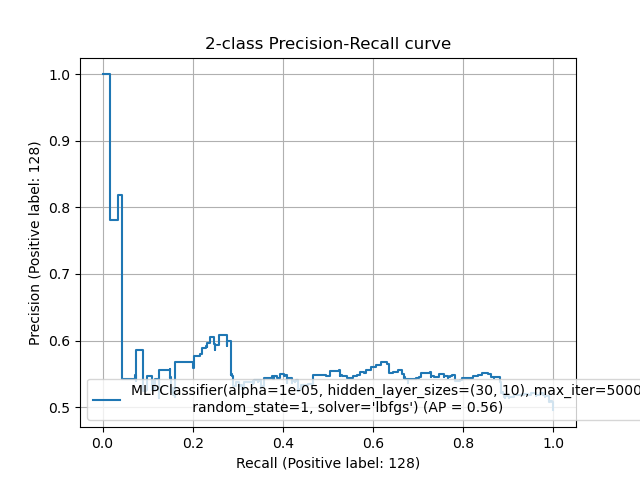 2-class Precision-Recall curve
1.0
0.9
0.8
0.7
0.6
0.5
Precision (Positive label: 128)
MLPClassifier(alpha=1e-05, hidden_layer_sizes=(30, 10), max_iter=5000
random_state=1, solver='lbfgs') (AP = 0.56)
0.0 0.2 0.4 0.6 0.8 1.0
Recall (Positive label: 128)